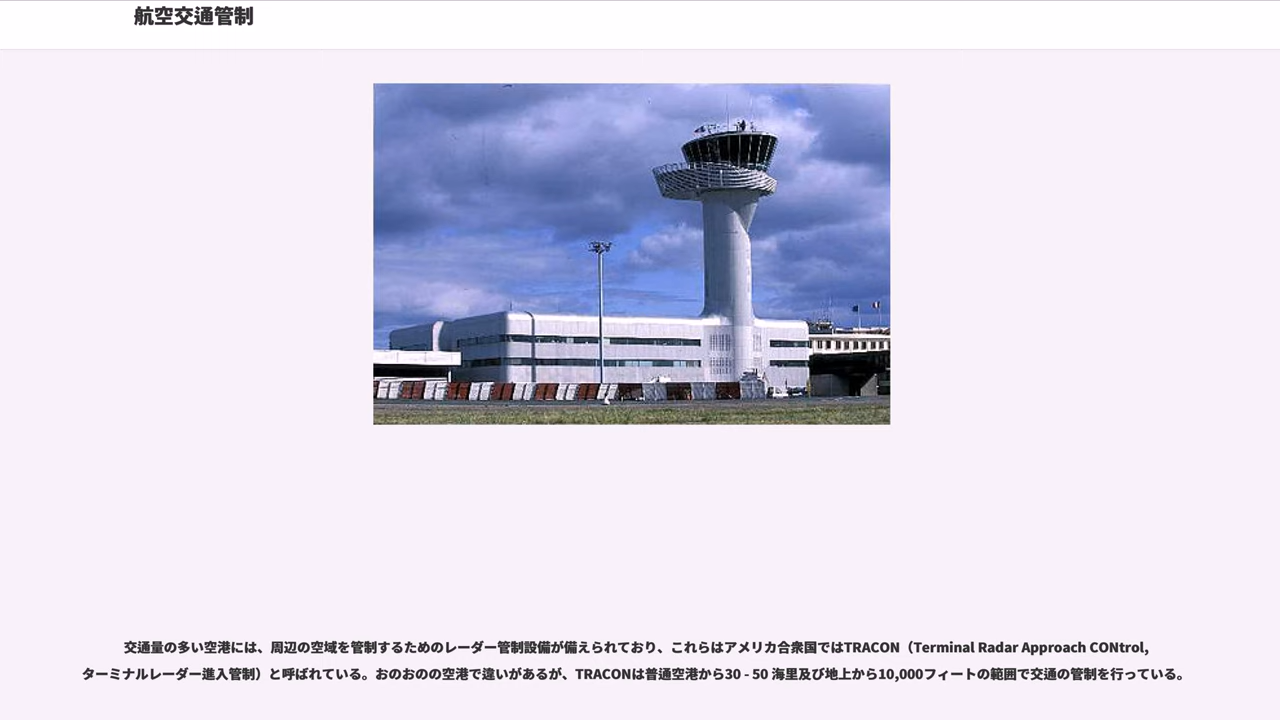 航空交通管制
交通量の多い空港には、周辺の空域を管制するためのレーダー管制設備が備えられており、これらはアメリカ合衆国ではTRACON（Terminal Radar Approach CONtrol,
ターミナルレーダー進入管制）と呼ばれている。おのおのの空港で違いがあるが、TRACONは普通空港から30 - 50 海里及び地上から10,000フィートの範囲で交通の管制を行っている。